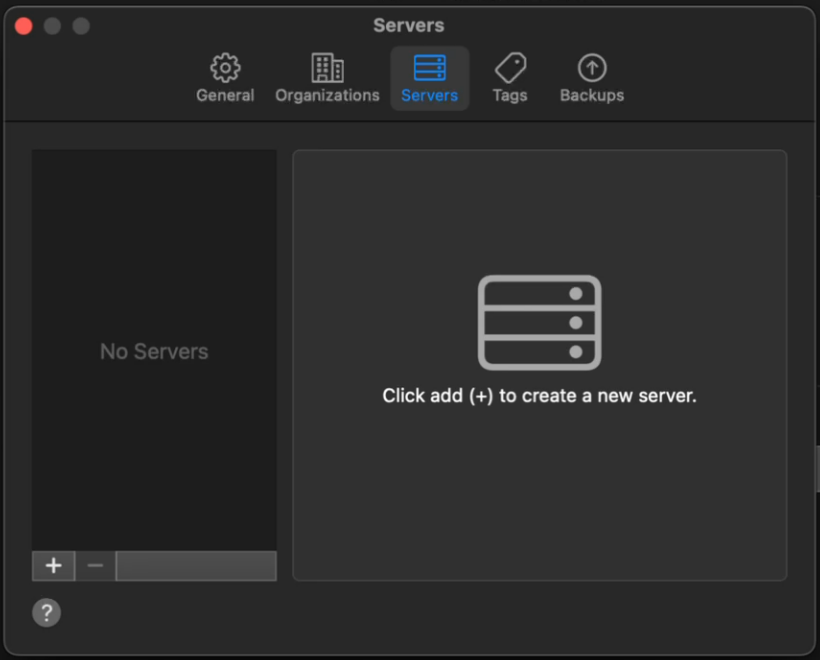 Servers
General
Organizations
Servers
Tags
Backups
No Servers
Click add (+) to create a new server.
+
−
?